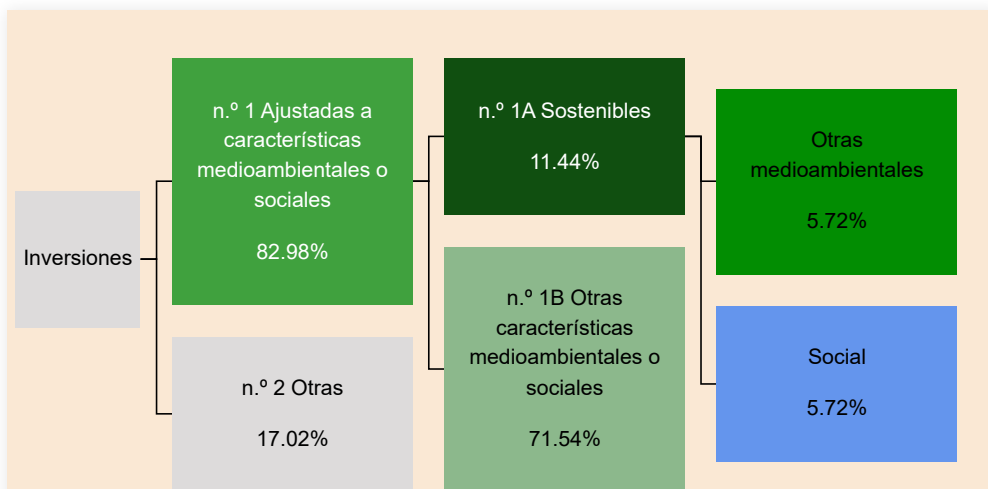 Inversiones
n.º 1 Ajustadas a
características
medioambientales o
sociales
82.98%
n.º 2 Otras
17.02%
n.º 1A Sostenibles
11.44%
n.º 1B Otras
características
medioambientales o
sociales
71.54%
Otras
medioambientales
5.72%
Social
5.72%